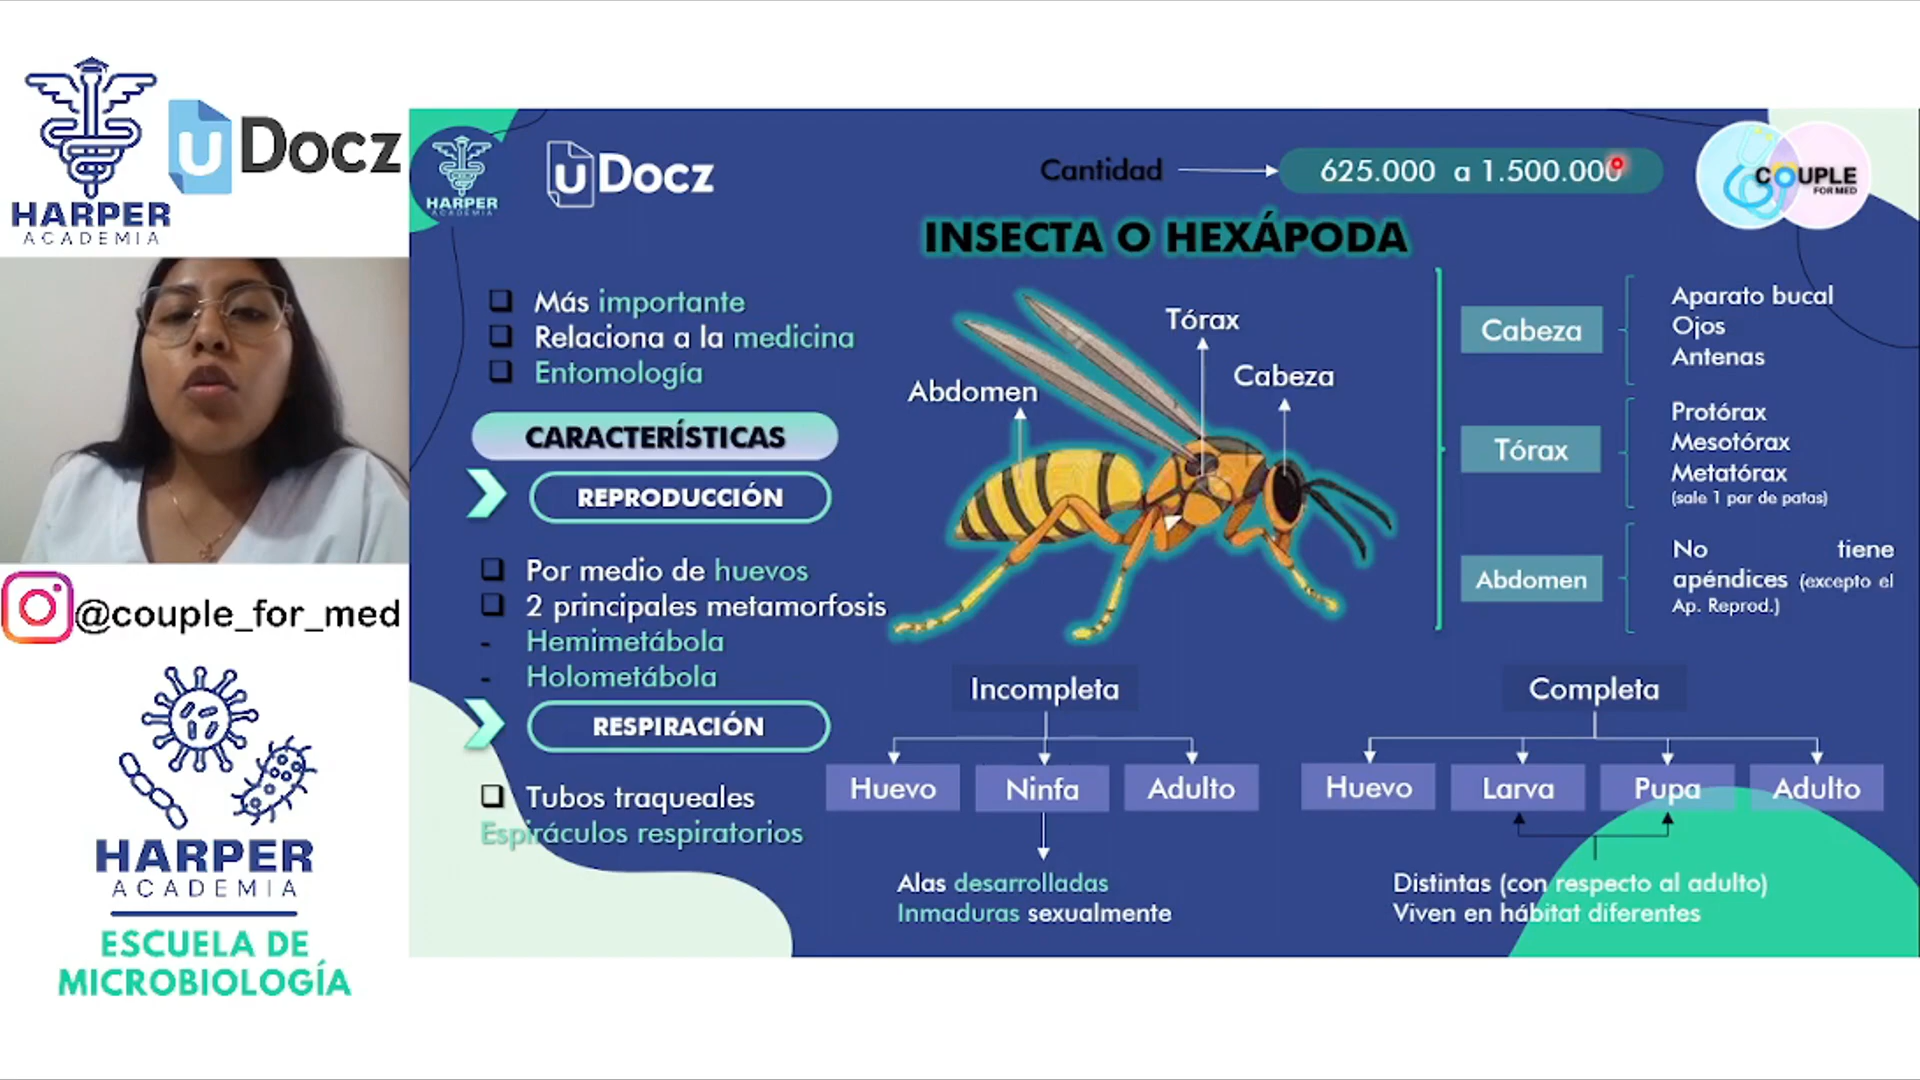 HARPER
ACADEMIA
u Docz
@couple_for_med
HARPER
ACADEMIA
ESCUELA DE
MICROBIOLOGÍA
HARPER
ACADEMIA
u Docz
Cantidad
625.000 a 1.500.000
COUPLE
FOR MED
INSECTA O HEXÁPODA
Más importante
Relaciona a la medicina
Entomología
CARACTERÍSTICAS
REPRODUCCIÓN
Por medio de huevos
2 principales metamorfosis
- Hemimetábola
- Holometábola
RESPIRACIÓN
Tubos traqueales
Espiráculos respiratorios
Tórax
Cabeza
Abdomen
Cabeza
Aparato bucal
Ojos
Antenas
Tórax
Protórax
Mesotórax
Metatórax
(sale 1 par de patas)
Abdomen
No tiene
apéndices (excepto el
Ap. Reprod.)
Incompleta
Huevo Ninfa Adulto
Alas desarrolladas
Inmaduras sexualmente
Completa
Huevo Larva Pupa Adulto
Distintas (con respecto al adulto)
Viven en hábitat diferentes